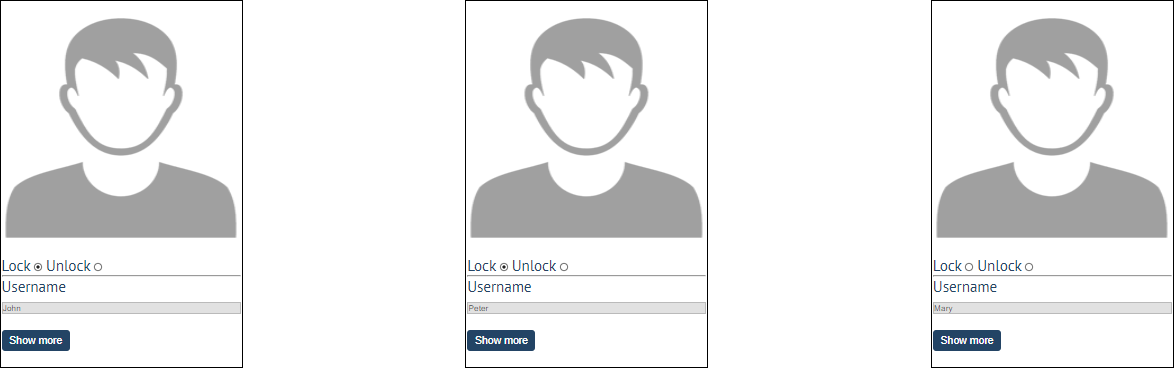 Lock Unlock
Username
John
Show more
Lock Unlock
Username
Peter
Show more
Lock Unlock
Username
Mary
Show more